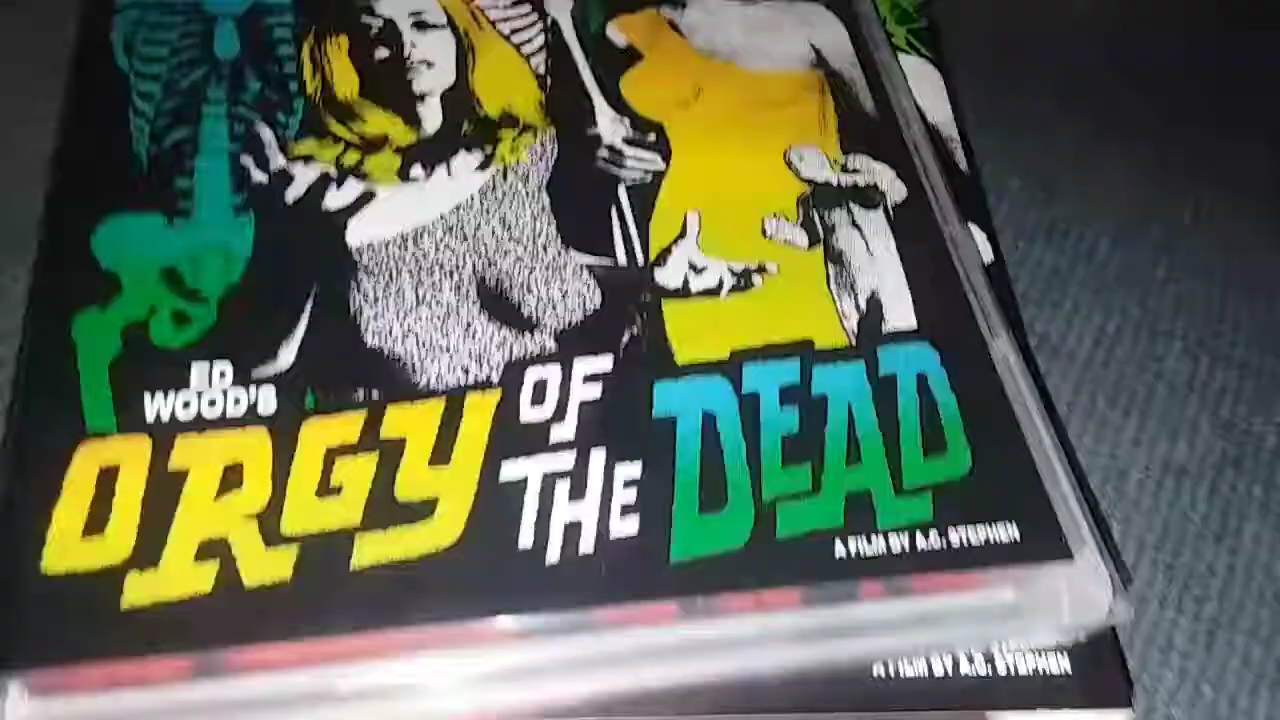 ED
WOOD'S
ORGY OF THE DEAD
A FILM BY A.C. STEPHEN
A FILM BY A.C. STEPHEN